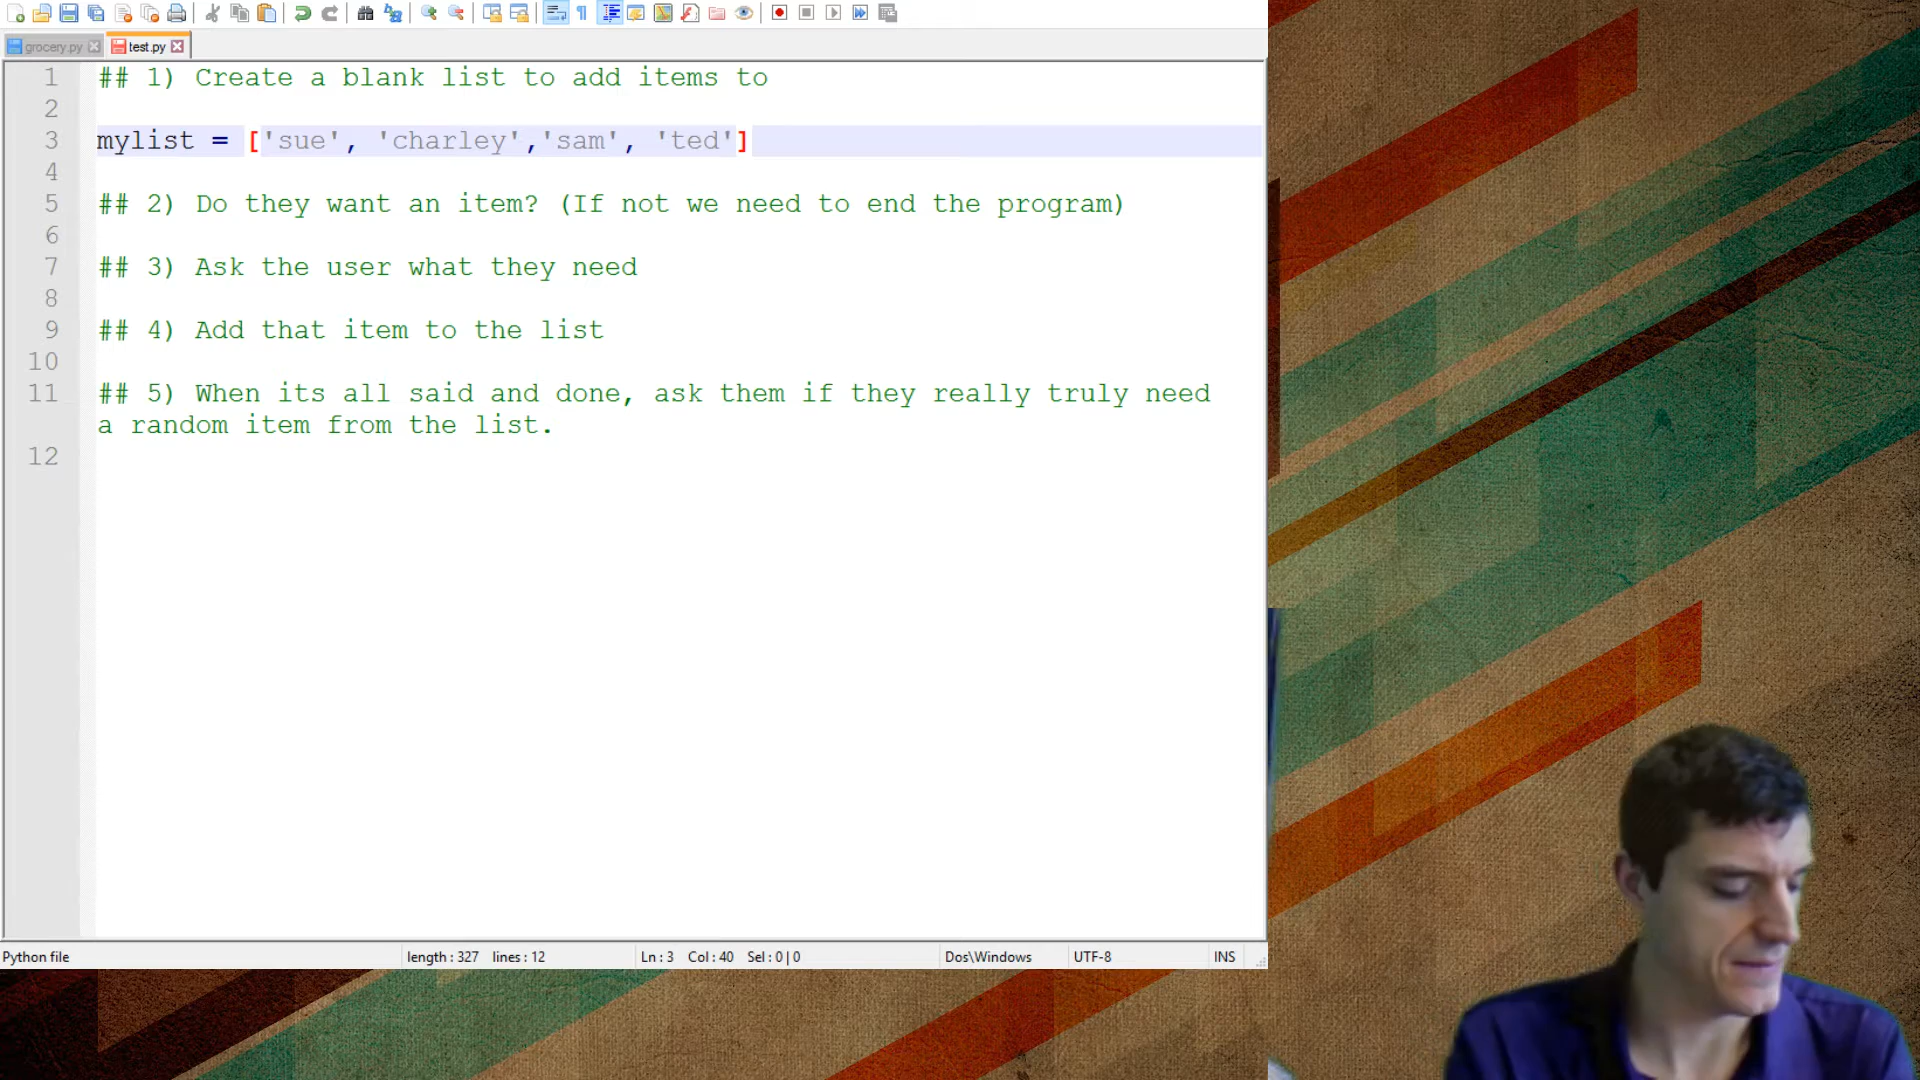 grocery.py test.py
1 ## 1) Create a blank list to add items to
2
3 mylist = ['sue', 'charley','sam', 'ted']
4
5 ## 2) Do they want an item? (If not we need to end the program)
6
7 ## 3) Ask the user what they need
8
9 ## 4) Add that item to the list
10
11 ## 5) When its all said and done, ask them if they really truly need
a random item from the list.
12
Python file length : 327 lines : 12 Ln : 3 Col : 40 Sel : 0 | 0 Dos\Windows UTF-8 INS